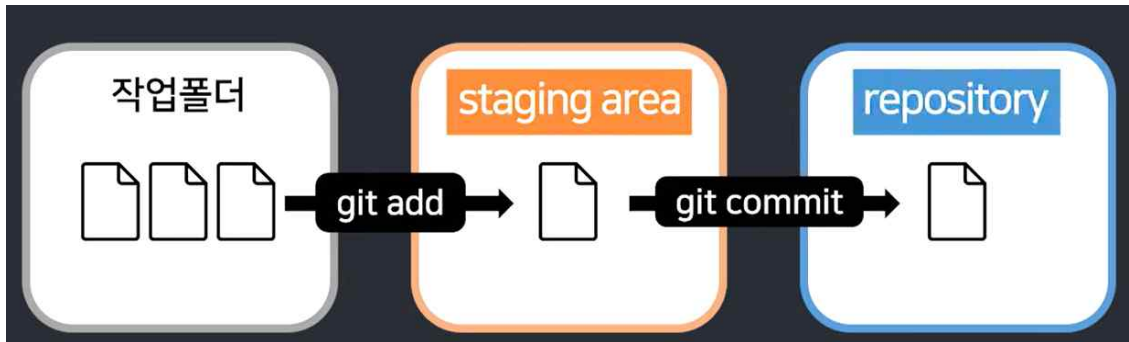 작업폴더
staging area
repository
git add
git commit